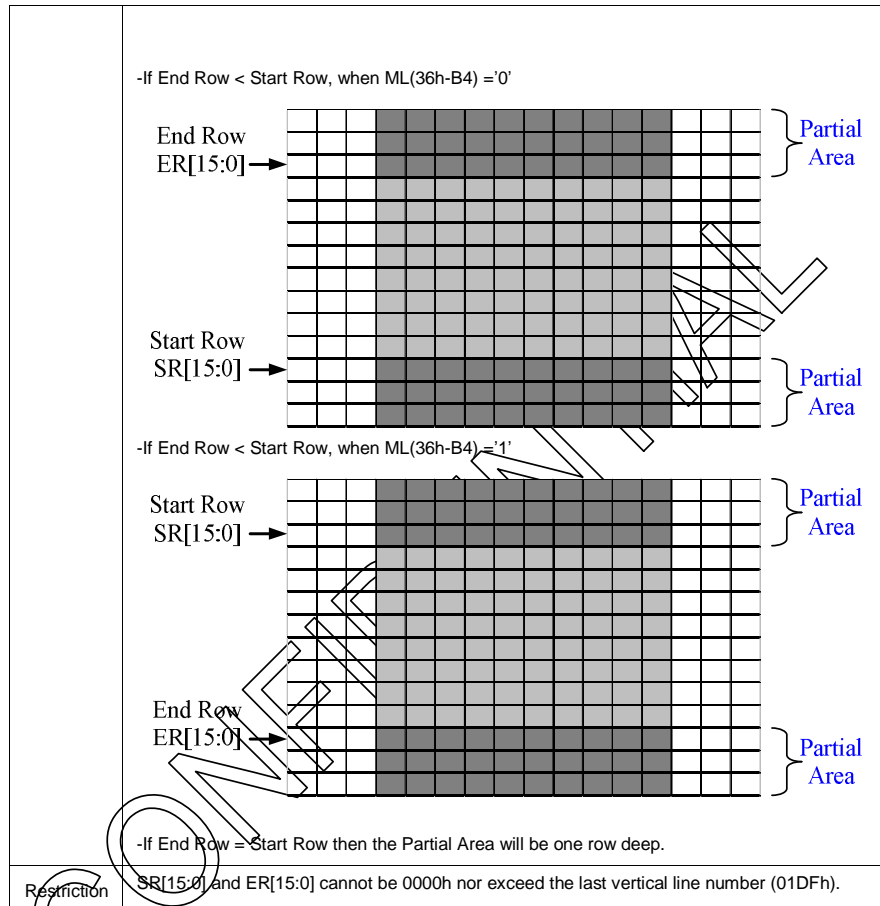 -If End Row < Start Row, when ML(36h-B4) ='0'
End Row
ER[15:0]
Partial
Area
Start Row
SR[15:0]
Partial
Area
-If End Row < Start Row, when ML(36h-B4) ='1'
Start Row
SR[15:0]
Partial
Area
End Row
ER[15:0]
Partial
Area
-If End Row = Start Row then the Partial Area will be one row deep.
Restriction
SR[15:0] and ER[15:0] cannot be 0000h nor exceed the last vertical line number (01DFh).